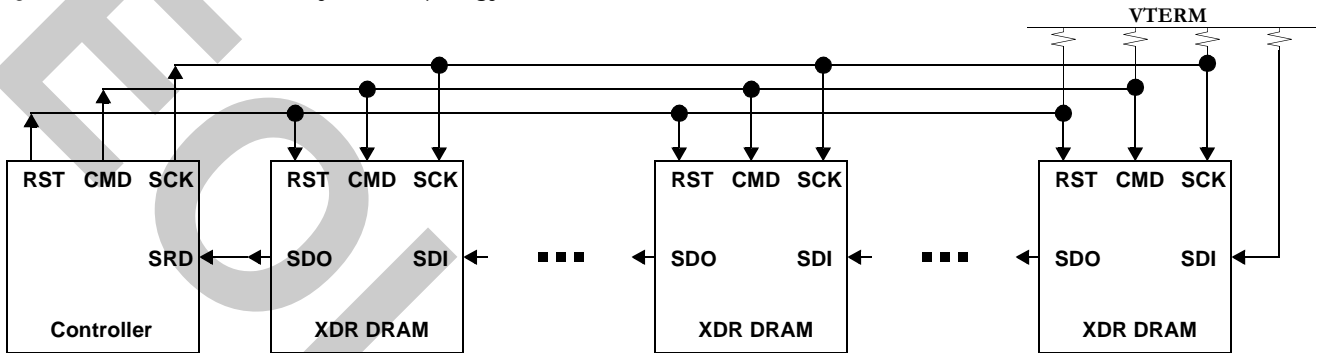 VTERM
RST CMD SCK
RST CMD SCK
RST CMD SCK
RST CMD SCK
SRD
SDO
SDI
SDO
SDI
SDO
SDI
Controller
XDR DRAM
XDR DRAM
XDR DRAM